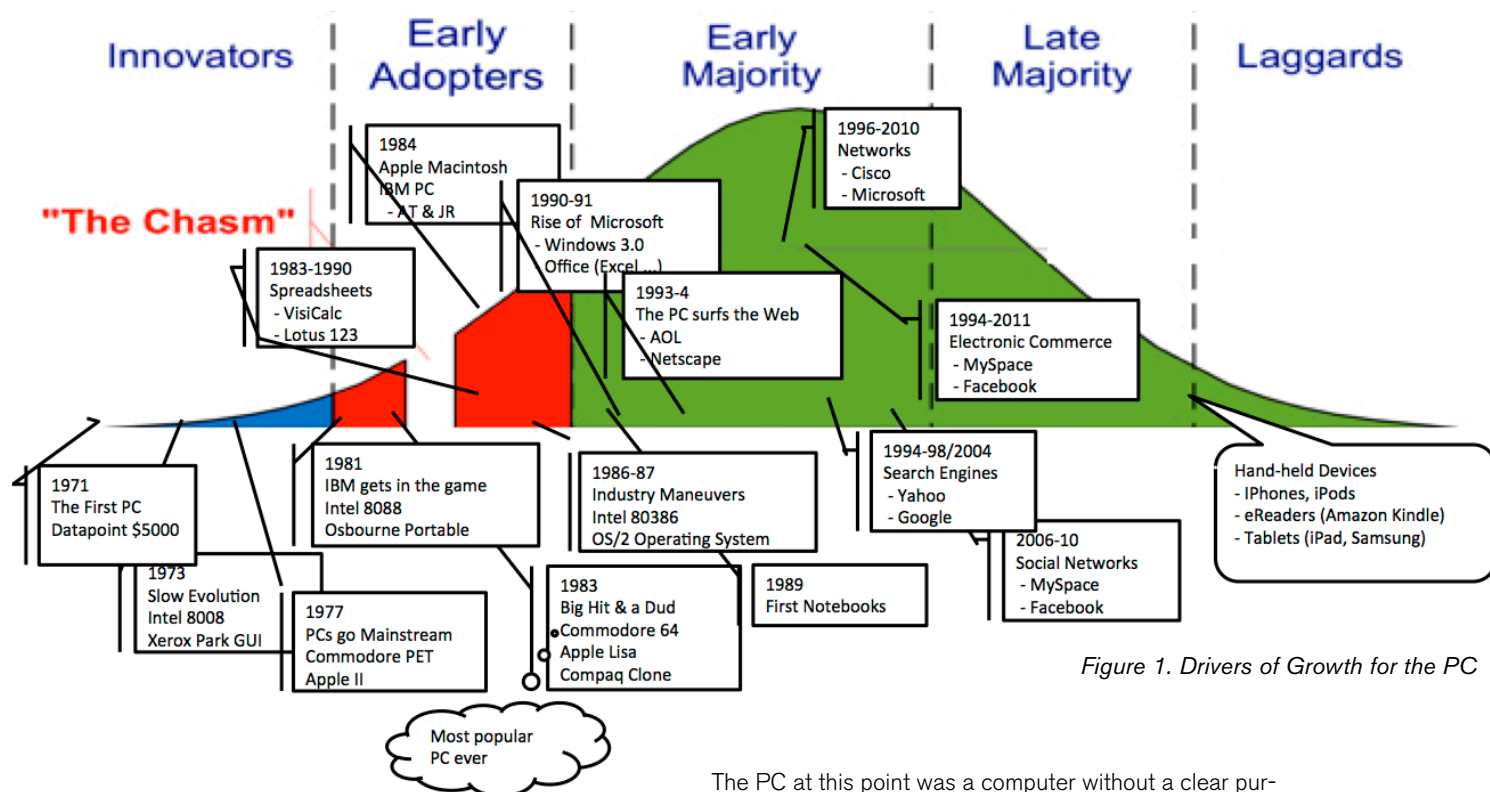 Innovators
Early
Adopters
Early
Majority
Late
Majority
Laggards
"The Chasm"
1984
Apple Macintosh
IBM PC
- AT & JR
1990-91
Rise of Microsoft
- Windows 3.0
- Office (Excel ...)
1996-2010
Networks
- Cisco
- Microsoft
1983-1990
Spreadsheets
- VisiCalc
- Lotus 123
1993-4
The PC surfs the Web
- AOL
- Netscape
1994-2011
Electronic Commerce
- MySpace
- Facebook
1971
The First PC
Datapoint $5000
1981
IBM gets in the game
Intel 8088
Osbourne Portable
1986-87
Industry Maneuvers
Intel 80386
OS/2 Operating System
1994-98/2004
Search Engines
- Yahoo
- Google
Hand-held Devices
- IPhones, iPods
- eReaders (Amazon Kindle)
- Tablets (iPad, Samsung)
1973
Slow Evolution
Intel 8008
Xerox Park GUI
1977
PCs go Mainstream
Commodore PET
Apple II
1983
Big Hit & a Dud
Commodore 64
Apple Lisa
Compaq Clone
1989
First Notebooks
2006-10
Social Networks
- MySpace
- Facebook
Figure 1. Drivers of Growth for the PC
Most popular
PC ever
The PC at this point was a computer without a clear pur-